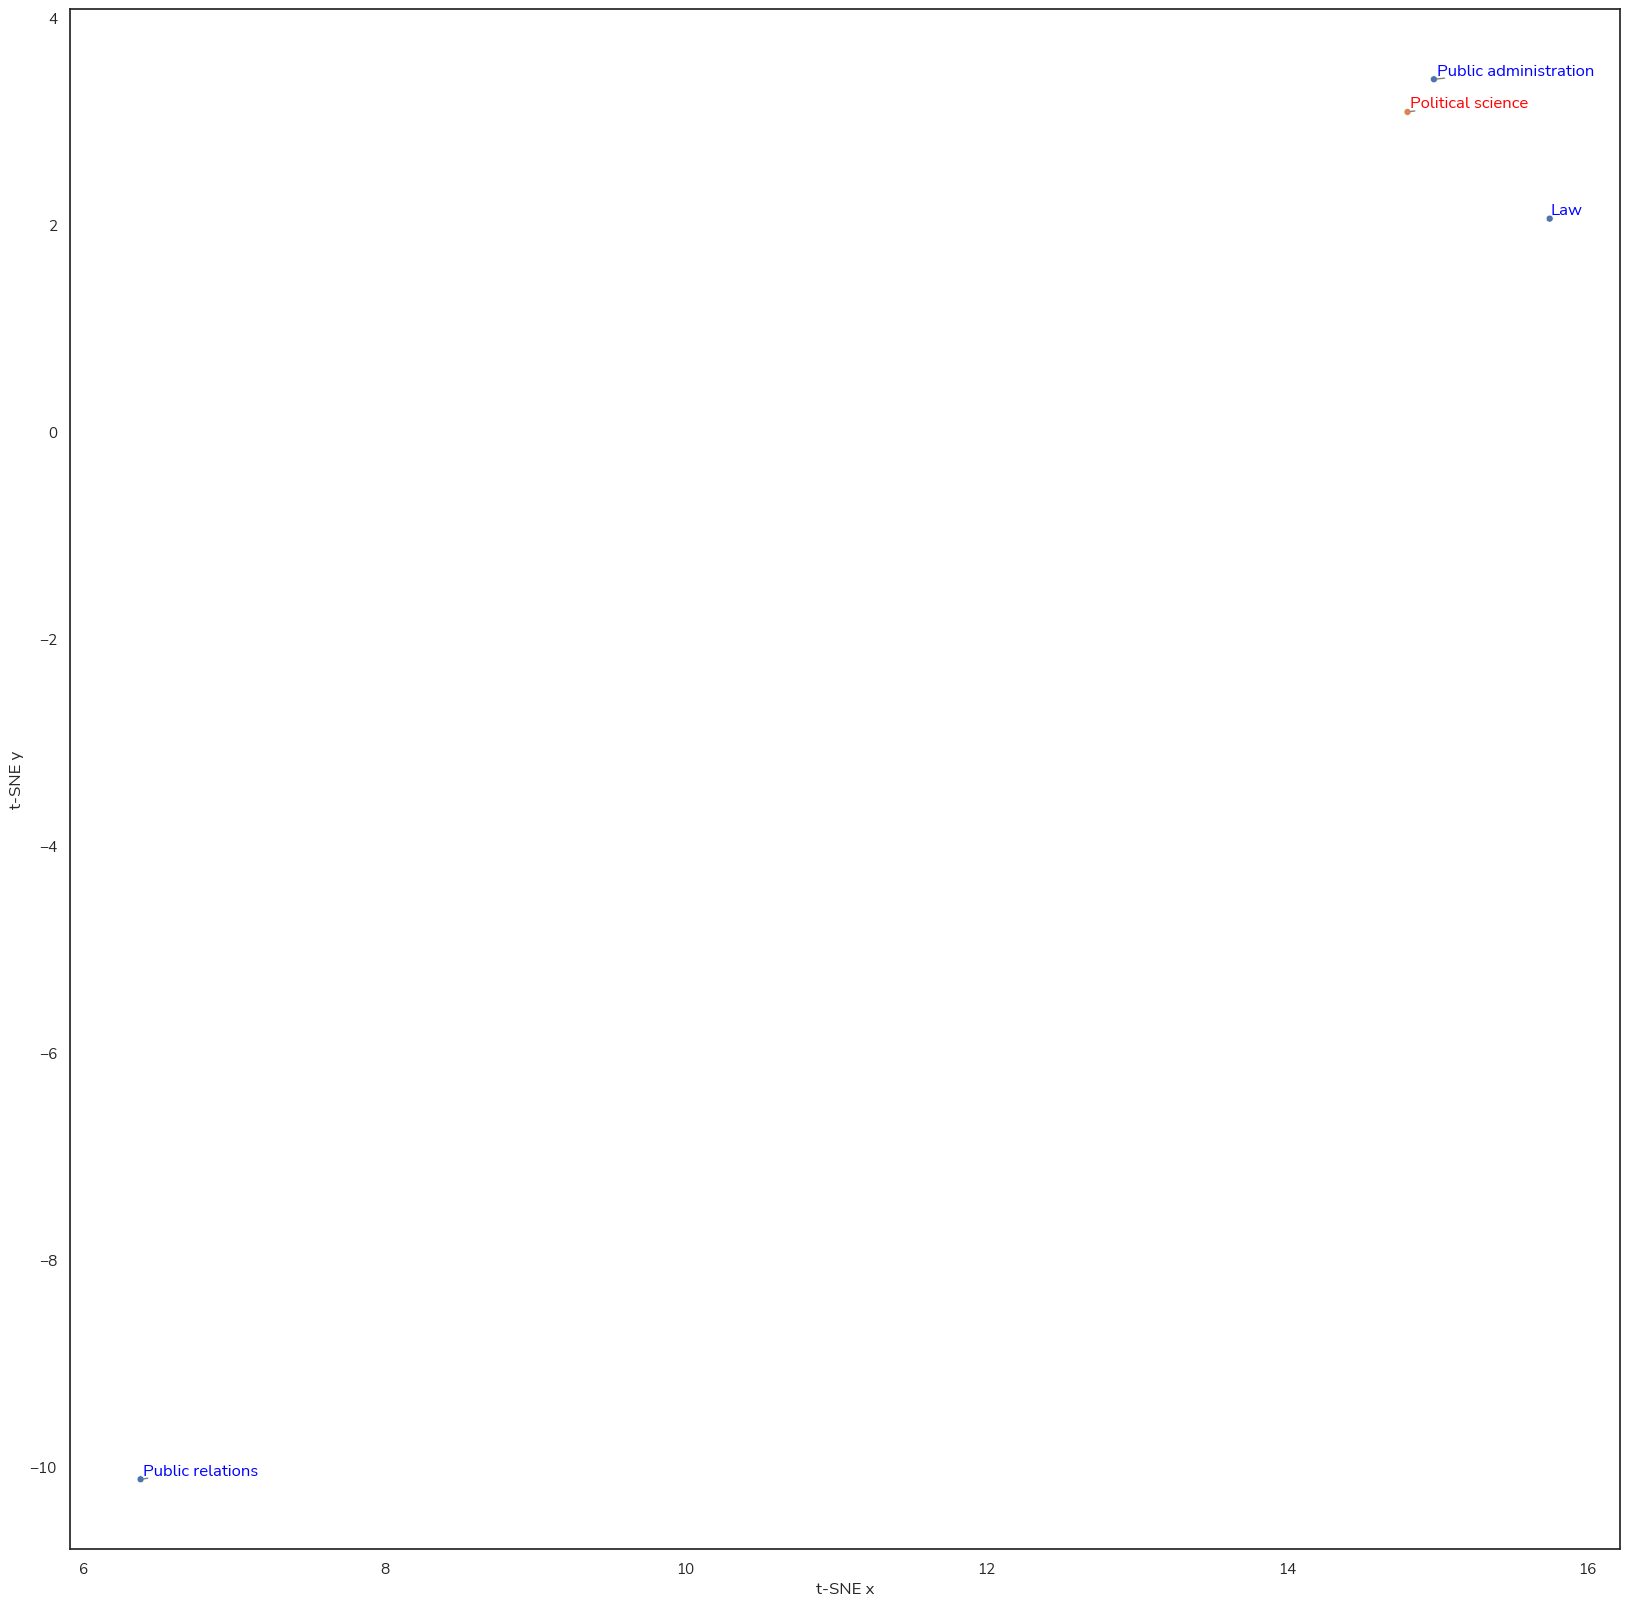 4
Public administration
Political science
2
Law
0
−2
t-SNE y
−4
−6
−8
−10
Public relations
6
8
10
12
14
16
t-SNE x